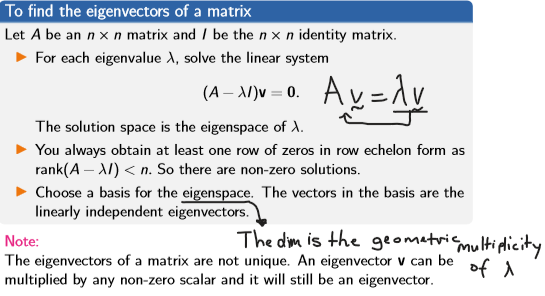 To find the eigenvectors of a matrix
Let A be an n × n matrix and I be the n × n identity matrix.
► For each eigenvalue λ, solve the linear system
(A − λI)v = 0.
A v = λ v
The solution space is the eigenspace of λ.
► You always obtain at least one row of zeros in row echelon form as
rank(A − λI) < n. So there are non-zero solutions.
► Choose a basis for the eigenspace. The vectors in the basis are the
linearly independent eigenvectors.
The dim is the geometric multiplicity
of λ
Note:
The eigenvectors of a matrix are not unique. An eigenvector v can be
multiplied by any non-zero scalar and it will still be an eigenvector.